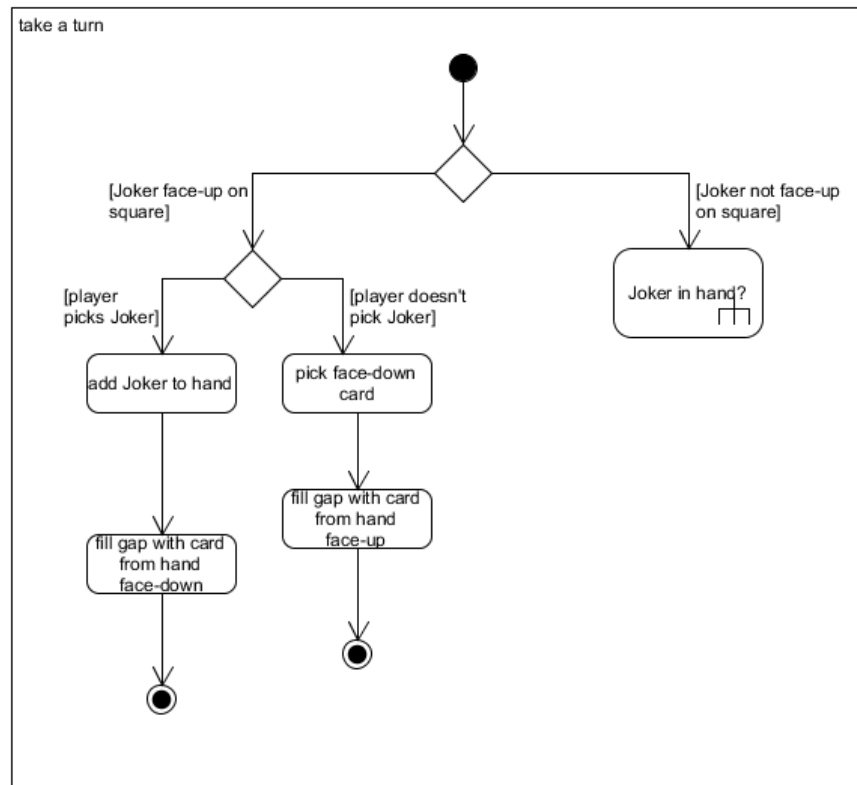 take a turn
[Joker face-up on
square]
[Joker not face-up
on square]
[player
picks Joker]
[player doesn't
pick Joker]
Joker in hand?
add Joker to hand
pick face-down
card
fill gap with card
from hand
face-up
fill gap with card
from hand
face-down